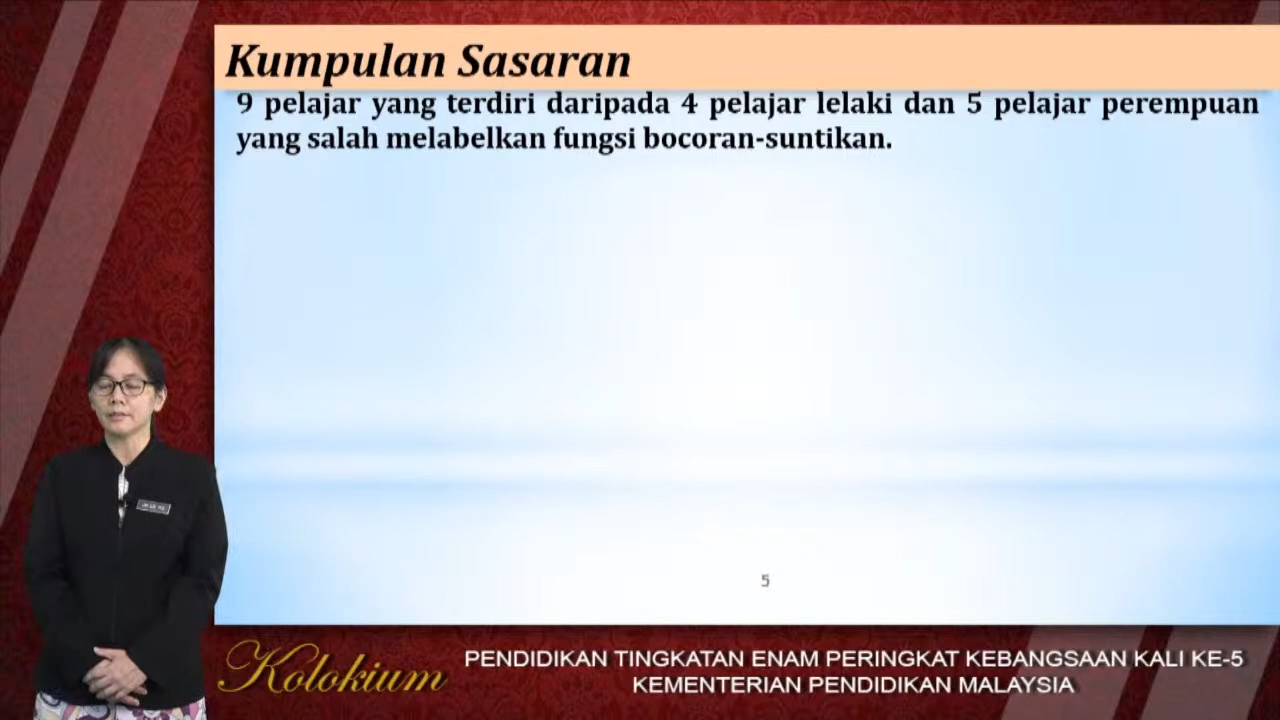 Kumpulan Sasaran
9 pelajar yang terdiri daripada 4 pelajar lelaki dan 5 pelajar perempuan
yang salah melabelkan fungsi bocoran-suntikan.
5
Kolokium
PENDIDIKAN TINGKATAN ENAM PERINGKAT KEBANGSAAN KALI KE-5
KEMENTERIAN PENDIDIKAN MALAYSIA